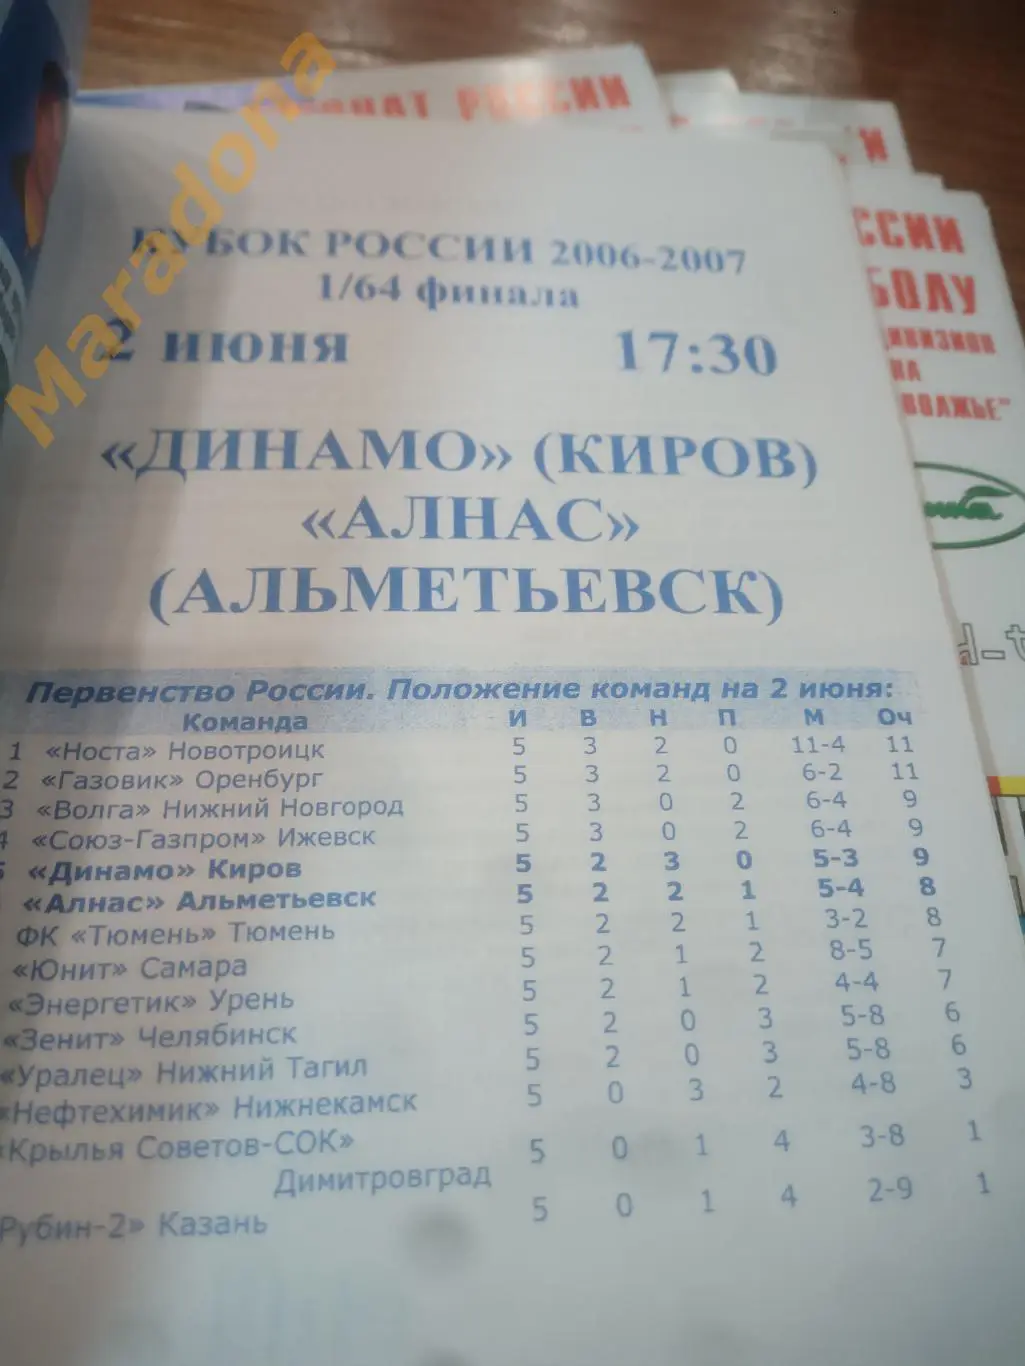 Maradona
РОССИИ
КУБОК РОССИИ 2006-2007
1/64 финала
2 июня 17:30
«ДИНАМО» (КИРОВ)
«АЛНАС»
(АЛЬМЕТЬЕВСК)
Первенство России. Положение команд на 2 июня:
Команда И В Н П М Оч
1 «Носта» Новотроицк 5 3 2 0 11-4 11
2 «Газовик» Оренбург 5 3 2 0 6-2 11
3 «Волга» Нижний Новгород 5 3 0 2 6-4 9
4 «Союз-Газпром» Ижевск 5 3 0 2 6-4 9
«Динамо» Киров 5 2 3 0 5-3 9
«Алнас» Альметьевск 5 2 2 1 5-4 8
ФК «Тюмень» Тюмень 5 2 2 1 3-2 8
«Юнит» Самара 5 2 1 2 8-5 7
«Энергетик» Урень 5 2 1 2 4-4 7
«Зенит» Челябинск 5 2 0 3 5-8 6
«Уралец» Нижний Тагил 5 2 0 3 5-8 6
«Нефтехимик» Нижнекамск 5 0 3 2 4-8 3
«Крылья Советов-СОК»
Димитровград 5 0 1 4 3-8 1
Рубин-2» Казань 5 0 1 4 2-9 1
ССИИ
БОЛУ
ДИВИЗИОН
НА
ВОЛЖЬЕ"